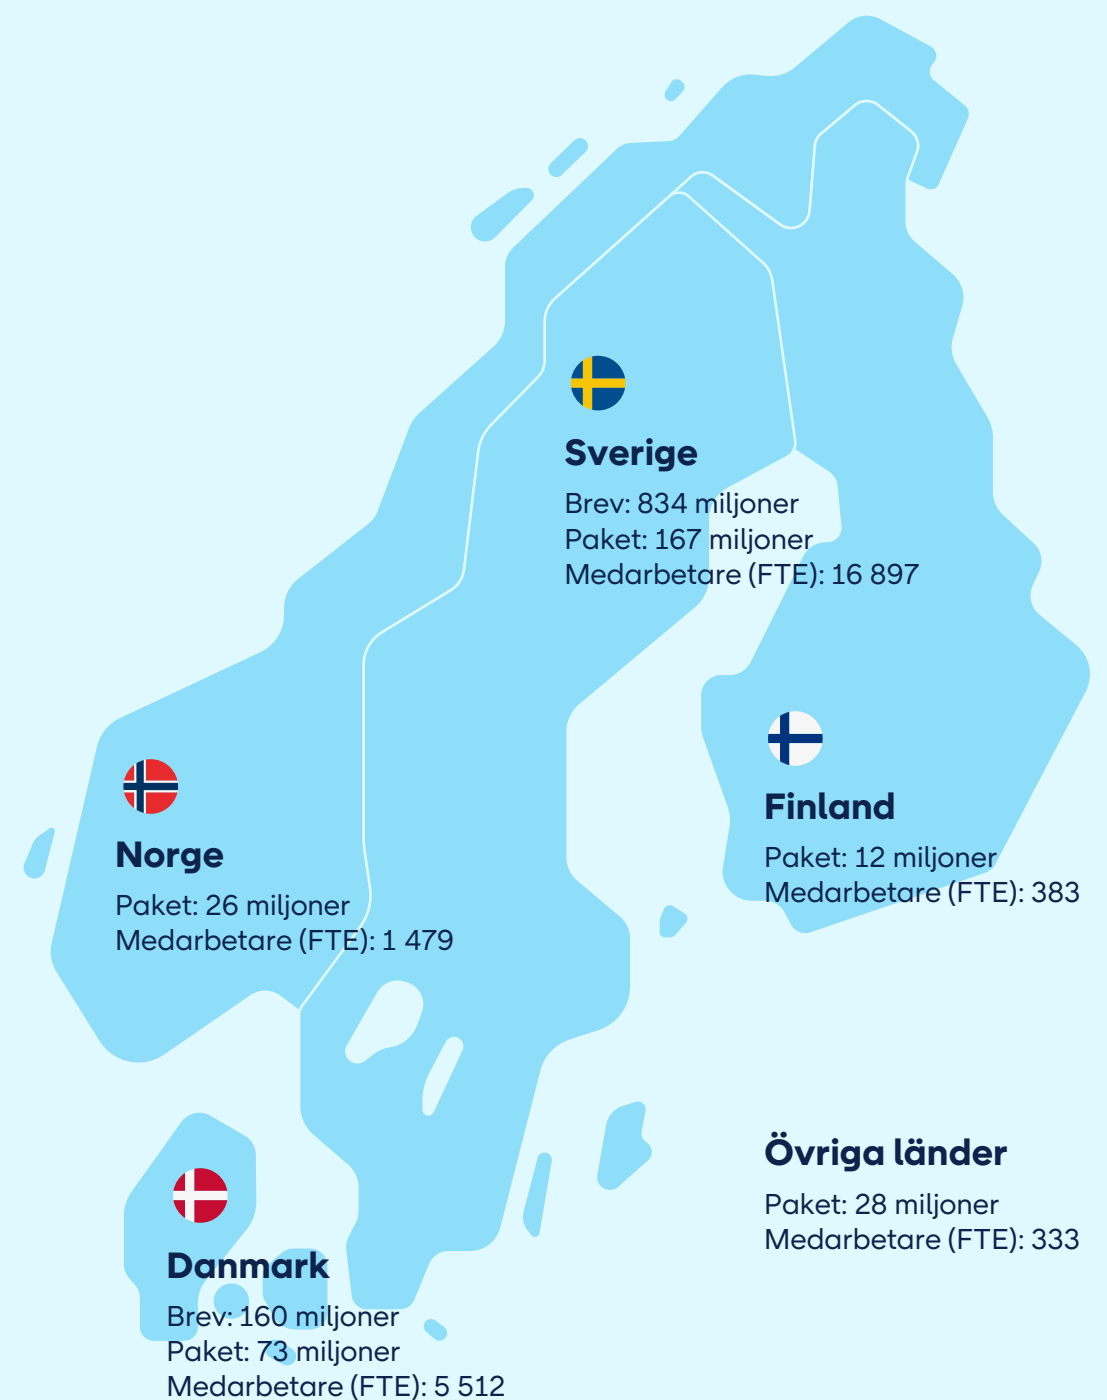 Sverige
Brev: 834 miljoner
Paket: 167 miljoner
Medarbetare (FTE): 16 897
Finland
Paket: 12 miljoner
Medarbetare (FTE): 383
Norge
Paket: 26 miljoner
Medarbetare (FTE): 1 479
Övriga länder
Paket: 28 miljoner
Medarbetare (FTE): 333
Danmark
Brev: 160 miljoner
Paket: 73 miljoner
Medarbetare (FTE): 5 512